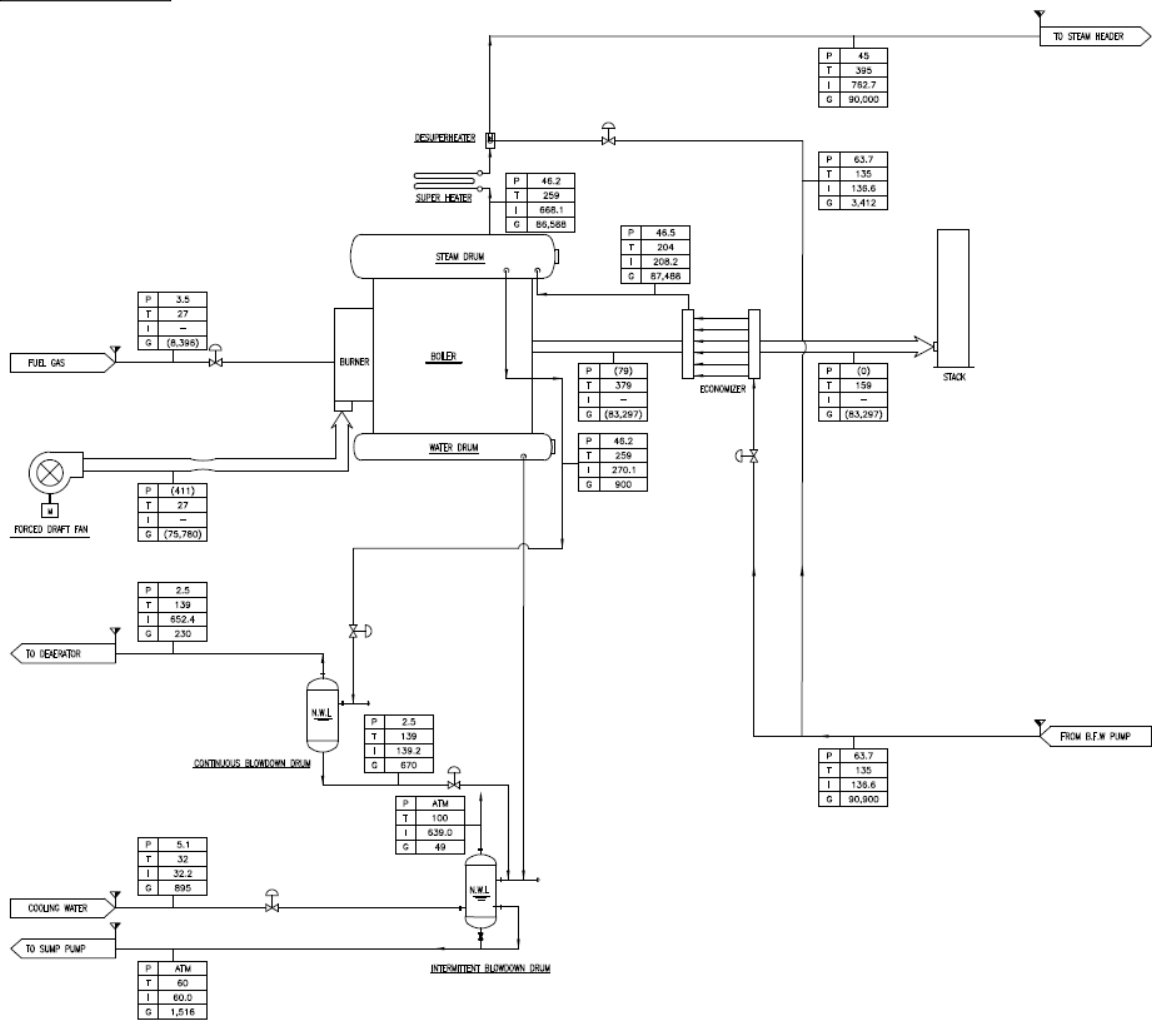 TO STEAM HEADER
P 45
T 395
I 762.7
G 90,000
DESUPERHEATER
P 63.7
T 135
I 136.6
G 3,412
SUPER HEATER
P 46.2
T 259
I 668.1
G 86,588
P 46.5
T 204
I 208.2
G 87,488
STEAM DRUM
P 3.5
T 27
I –
G (8,396)
FUEL GAS
BURNER
BOILER
P (79)
T 379
I –
G (83,297)
ECONOMIZER
P (0)
T 159
I –
G (83,297)
STACK
WATER DRUM
P 46.2
T 259
I 270.1
G 900
M
FORCED DRAFT FAN
P (411)
T 27
I –
G (75,780)
P 2.5
T 139
I 652.4
G 230
TO DEAERATOR
N.W.L
CONTINUOUS BLOWDOWN DRUM
P 2.5
T 139
I 139.2
G 670
FROM B.F.W PUMP
P 63.7
T 135
I 136.6
G 90,900
P ATM
T 100
I 639.0
G 49
P 5.1
T 32
I 32.2
G 895
N.W.L
COOLING WATER
TO SUMP PUMP
INTERMITTENT BLOWDOWN DRUM
P ATM
T 60
I 60.0
G 1,516